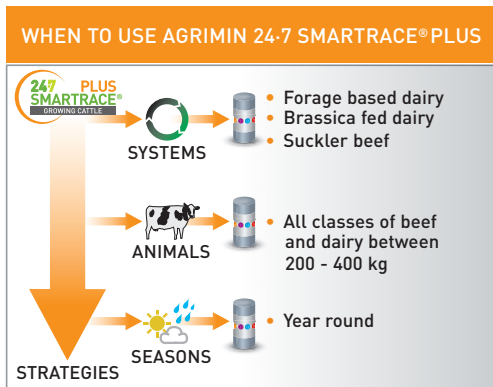 WHEN TO USE AGRIMIN 24·7 SMARTRACE® PLUS
24·7 PLUS
SMARTRACE®
GROWING CATTLE
SYSTEMS
• Forage based dairy
• Brassica fed dairy
• Suckler beef
ANIMALS
• All classes of beef
and dairy between
200 - 400 kg
SEASONS
• Year round
STRATEGIES